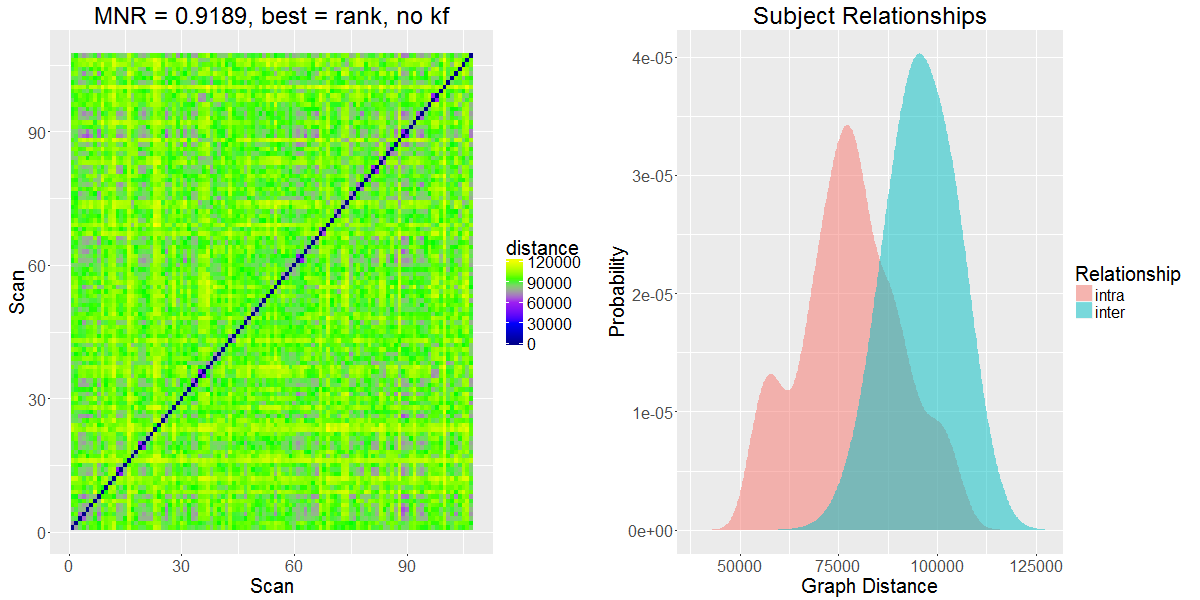 MNR = 0.9189, best = rank, no kf
Scan
90
60
30
0
0 30 60 90
Scan
distance
120000
90000
60000
30000
0
Subject Relationships
Probability
4e-05
3e-05
2e-05
1e-05
0e+00
50000 75000 100000 125000
Graph Distance
Relationship
intra
inter